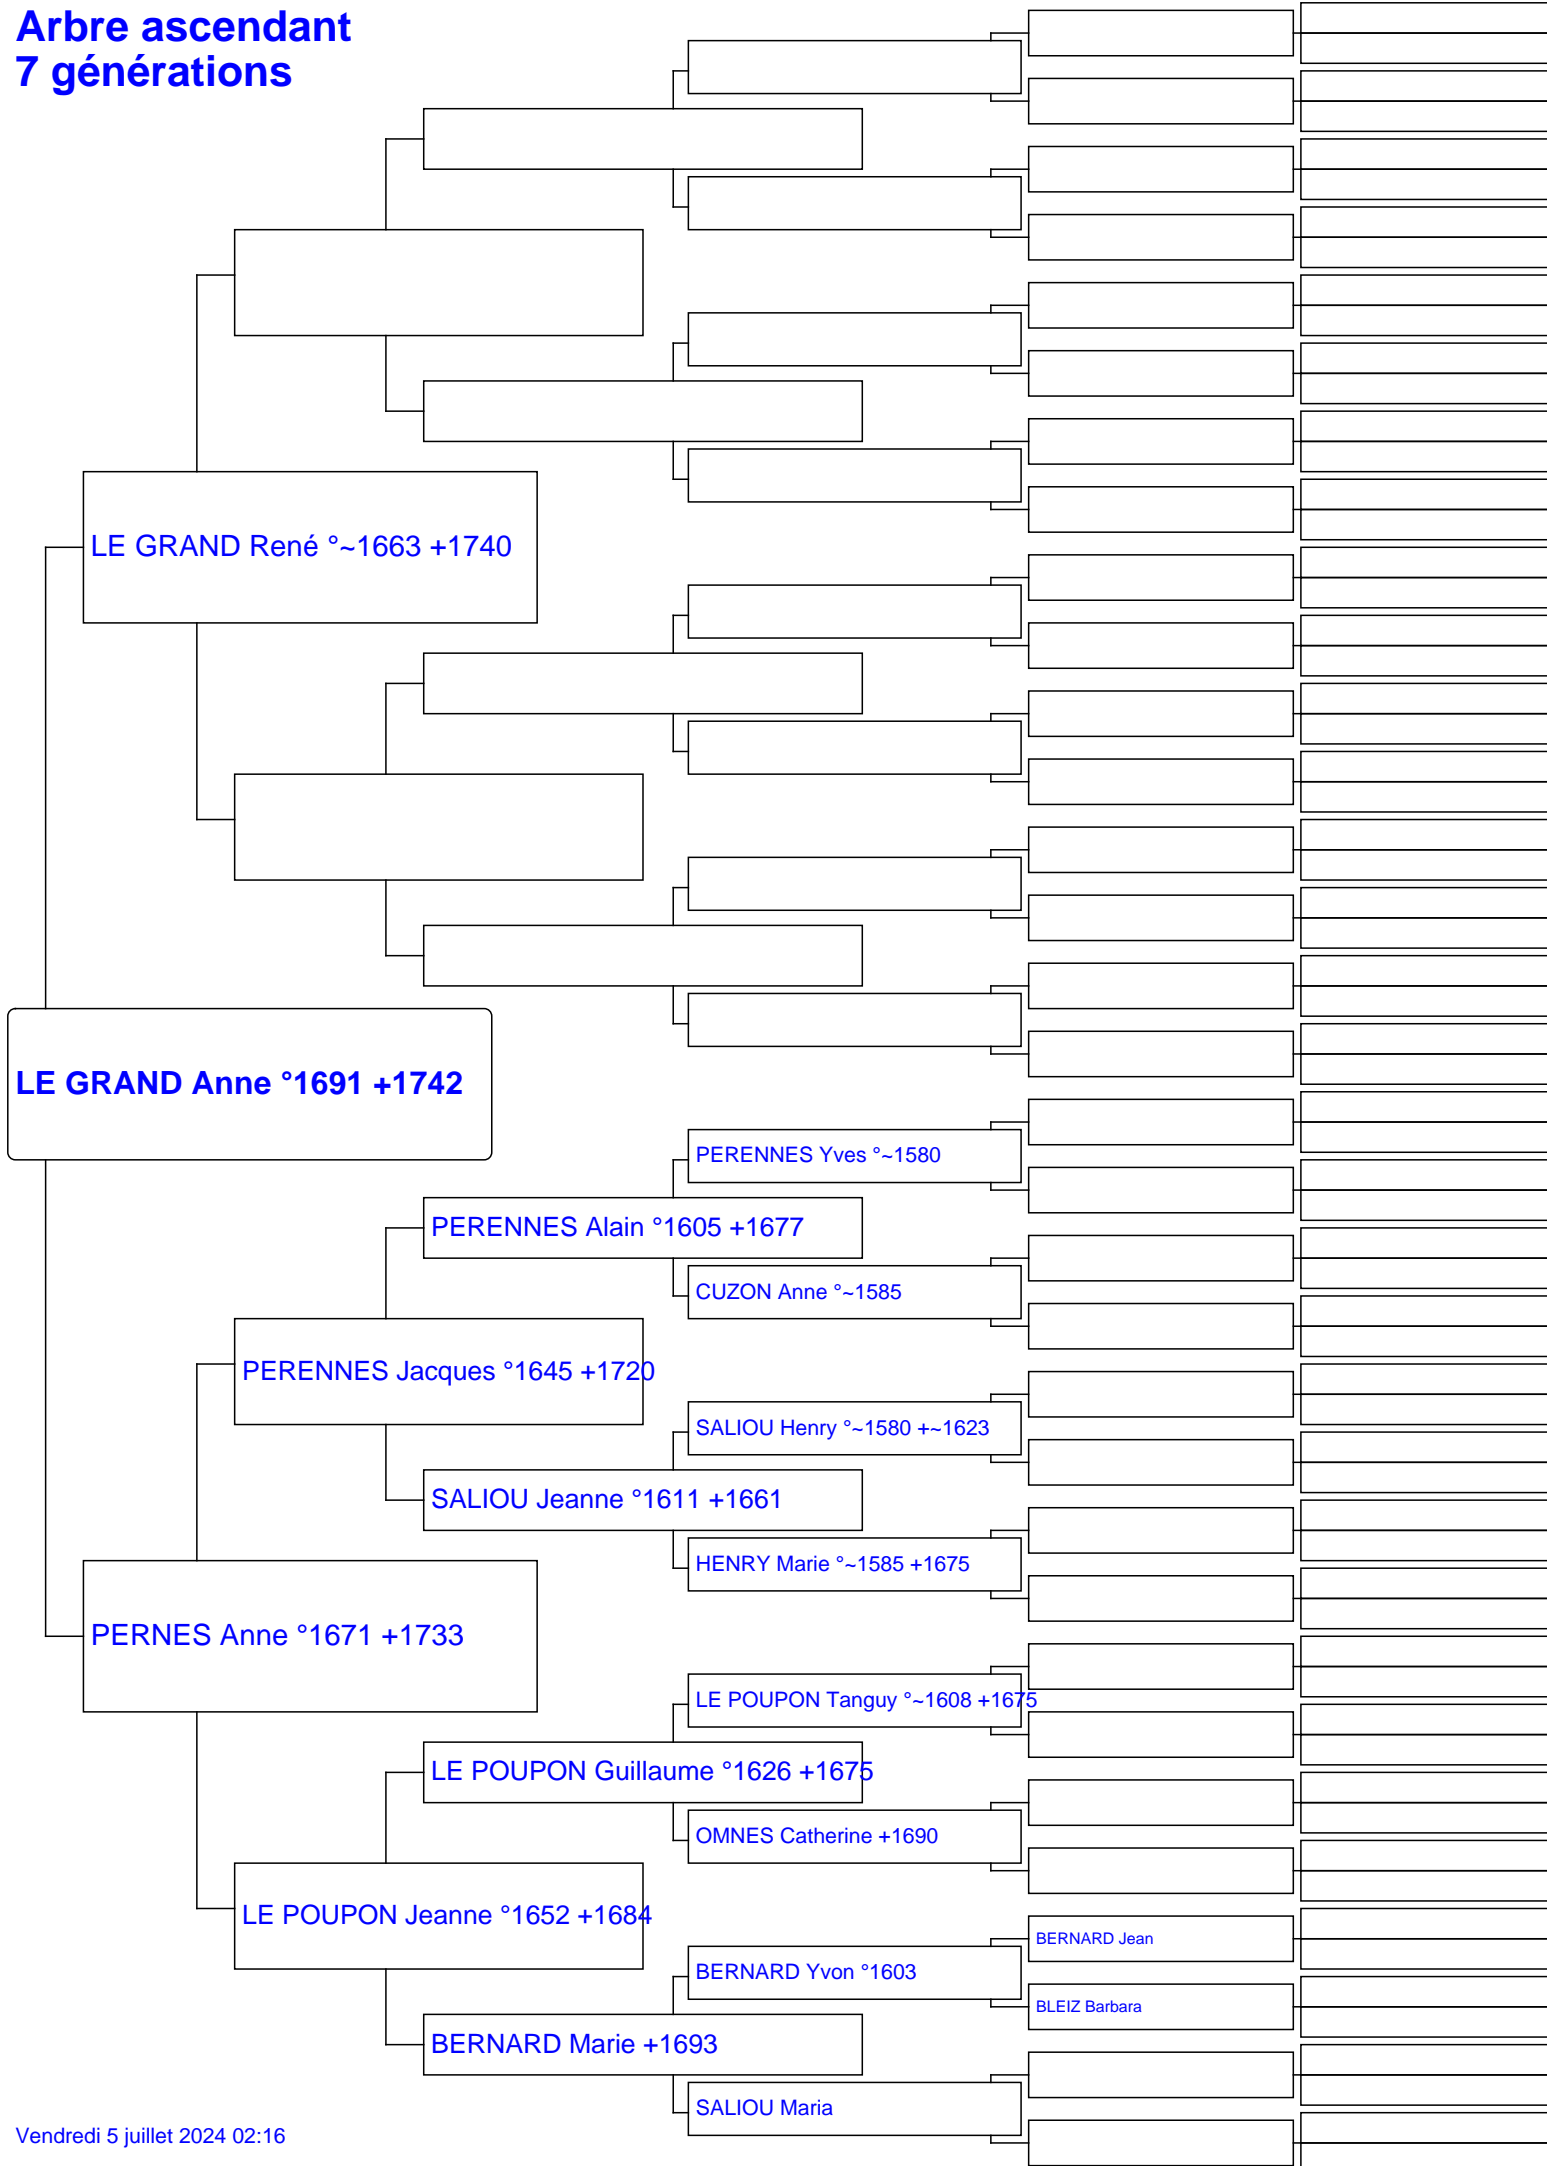 Arbre ascendant
7 générations
LE GRAND René °~1663 +1740
LE GRAND Anne °1691 +1742
PERENNES Yves °~1580
PERENNES Alain °1605 +1677
CUZON Anne °~1585
PERENNES Jacques °1645 +1720
SALIOU Henry °~1580 +~1623
SALIOU Jeanne °1611 +1661
HENRY Marie °~1585 +1675
PERNES Anne °1671 +1733
LE POUPON Tanguy °~1608 +1675
LE POUPON Guillaume °1626 +1675
OMNES Catherine +1690
LE POUPON Jeanne °1652 +1684
BERNARD Jean
BERNARD Yvon °1603
BLEIZ Barbara
BERNARD Marie +1693
SALIOU Maria
Vendredi 5 juillet 2024 02:16